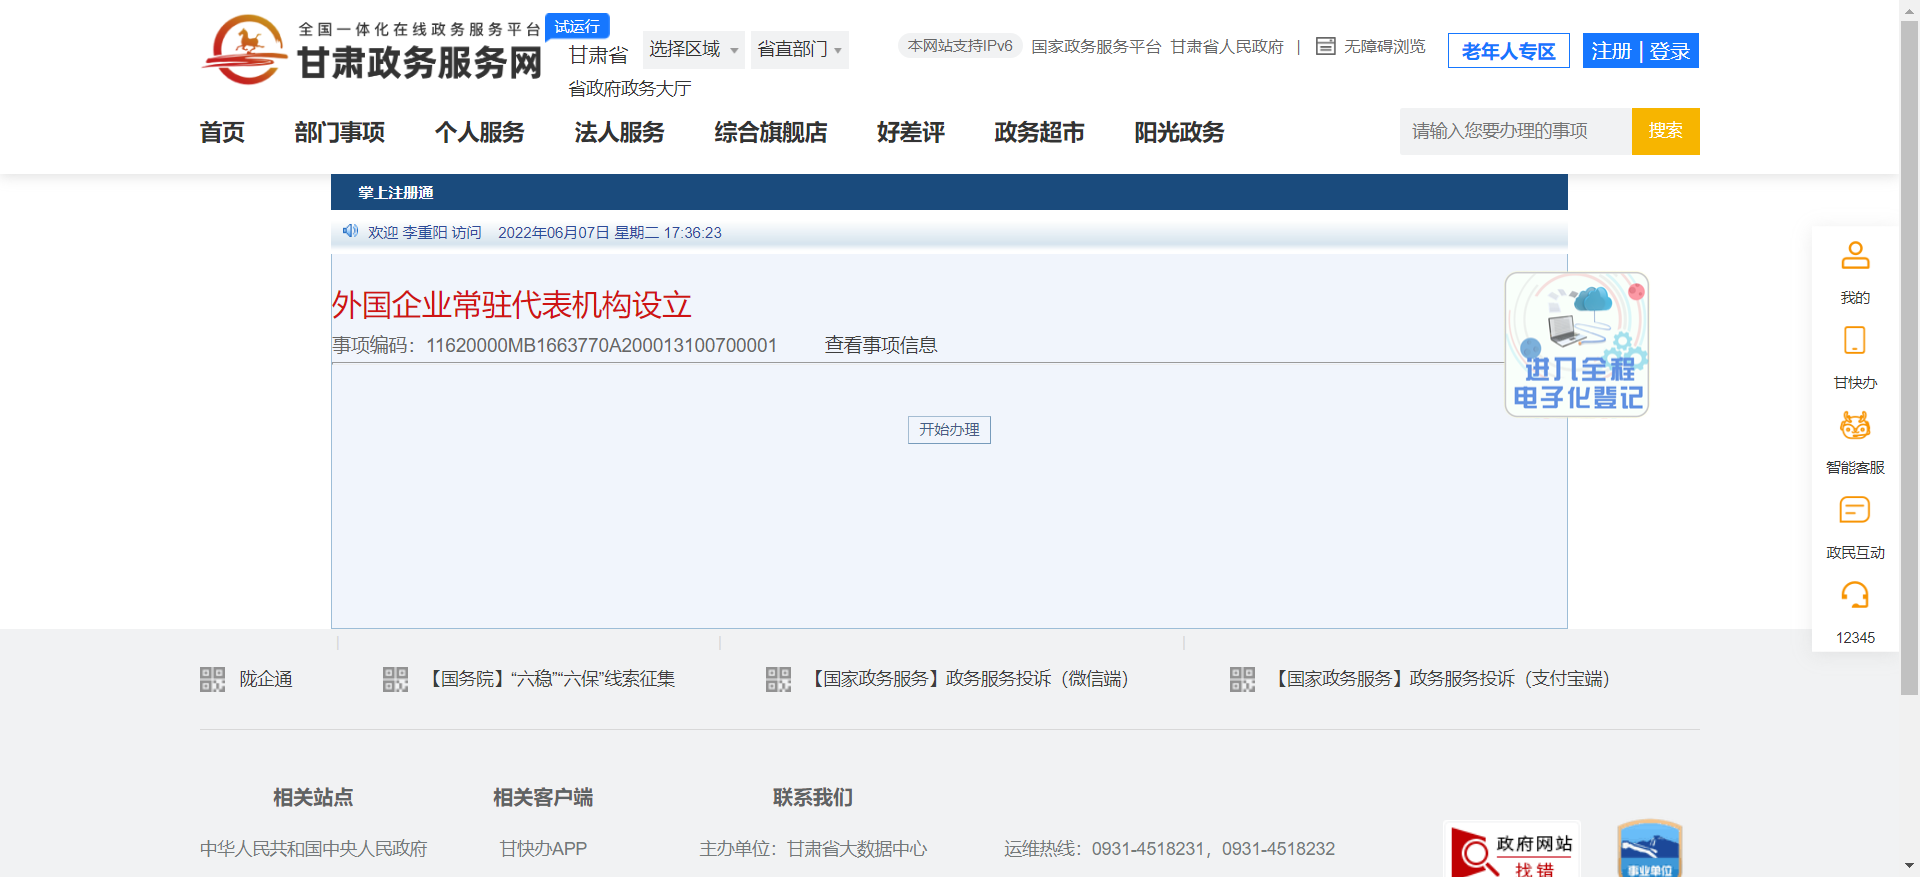 全国一体化在线政务服务平台
甘肃政务服务网
试运行
甘肃省
选择区域
省直部门
省政府政务大厅
本网站支持IPv6
国家政务服务平台
甘肃省人民政府
|
无障碍浏览
老年人专区
注册 | 登录
首页
部门事项
个人服务
法人服务
综合旗舰店
好差评
政务超市
阳光政务
请输入您要办理的事项
搜索
掌上注册通
欢迎 李重阳 访问 2022年06月07日 星期二 17:36:23
外国企业常驻代表机构设立
事项编码：11620000MB1663770A200013100700001
查看事项信息
开始办理
进入全程
电子化登记
我的
甘快办
智能客服
政民互动
12345
陇企通
【国务院】“六稳”“六保”线索征集
【国家政务服务】政务服务投诉（微信端）
【国家政务服务】政务服务投诉（支付宝端）
相关站点
相关客户端
联系我们
中华人民共和国中央人民政府
甘快办APP
主办单位：甘肃省大数据中心
运维热线：0931-4518231，0931-4518232
政府网站
找错
事业单位